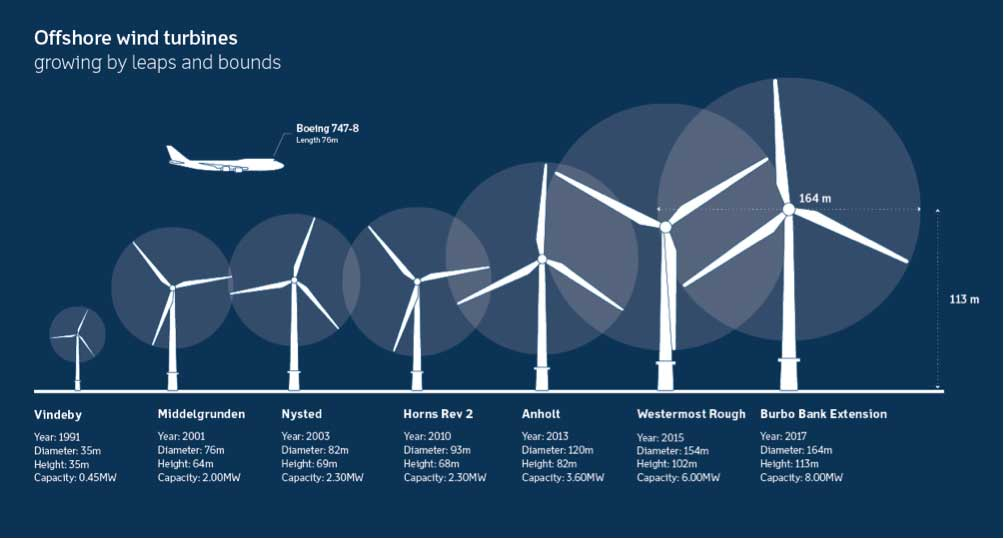 Offshore wind turbines
growing by leaps and bounds
Boeing 747-8
Length 76m
164 m
113 m
Vindeby
Year: 1991
Diameter: 35m
Height: 35m
Capacity: 0.45MW
Middelgrunden
Year: 2001
Diameter: 76m
Height: 64m
Capacity: 2.00MW
Nysted
Year: 2003
Diameter: 82m
Height: 69m
Capacity: 2.30MW
Horns Rev 2
Year: 2010
Diameter: 93m
Height: 68m
Capacity: 2.30MW
Anholt
Year: 2013
Diameter: 120m
Height: 82m
Capacity: 3.60MW
Westermost Rough
Year: 2015
Diameter: 154m
Height: 102m
Capacity: 6.00MW
Burbo Bank Extension
Year: 2017
Diameter: 164m
Height: 113m
Capacity: 8.00MW